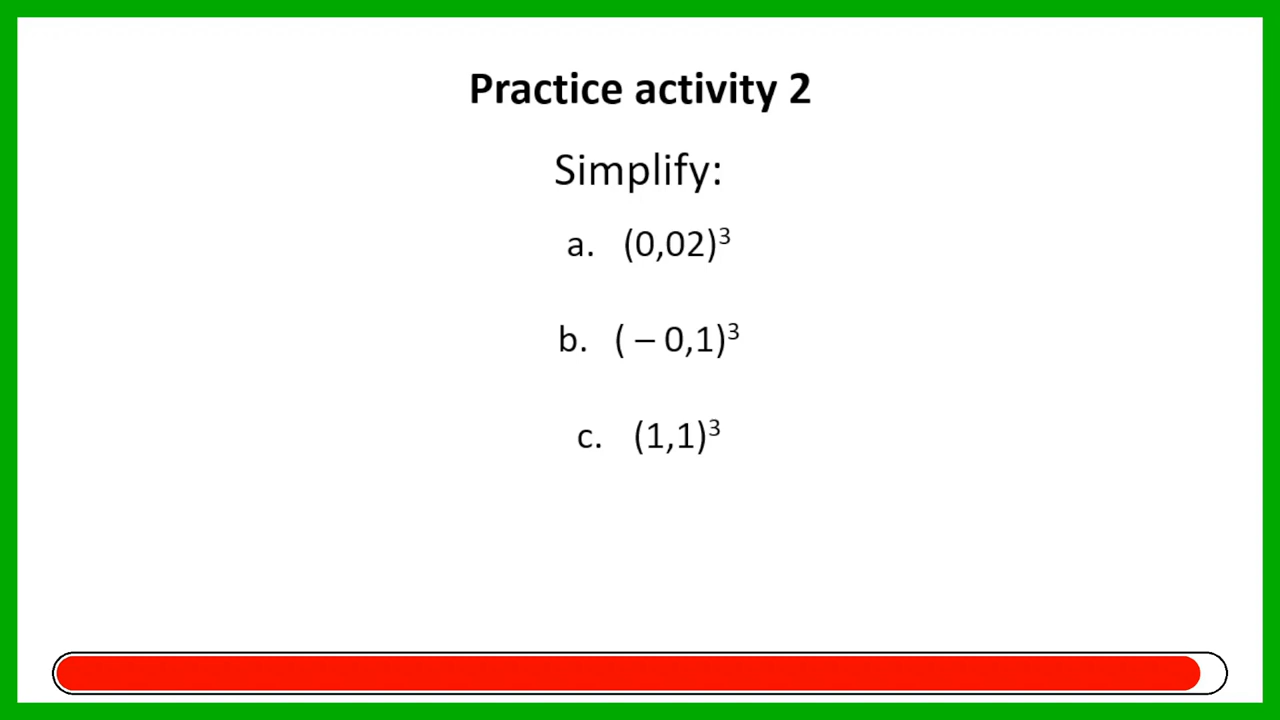 Practice activity 2
Simplify:
a. (0,02)³
b. ( – 0,1)³
c. (1,1)³